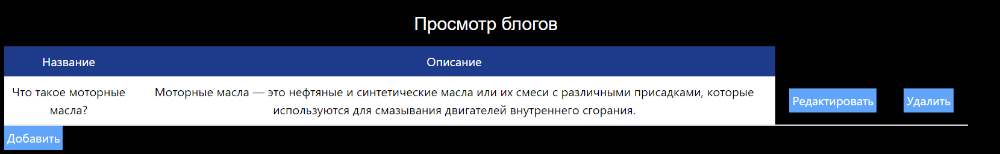 Просмотр блогов
Название Описание
Что такое моторные масла? Моторные масла — это нефтяные и синтетические масла или их смеси с различными присадками, которые
используются для смазывания двигателей внутреннего сгорания. Редактировать Удалить
Добавить